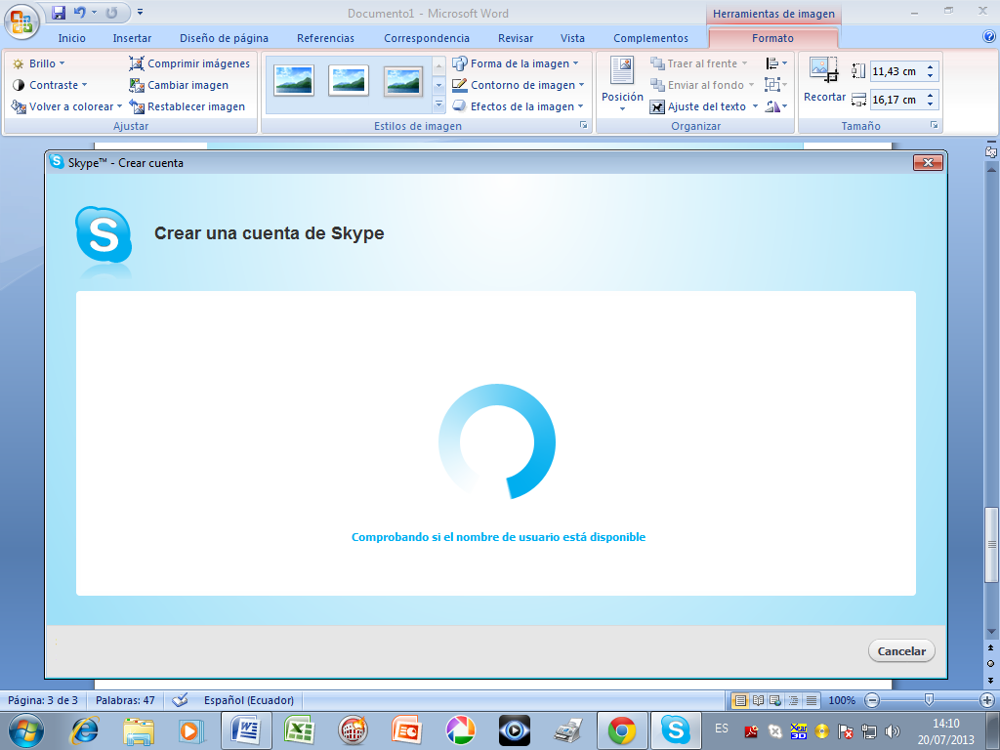 Documento1 - Microsoft Word
Herramientas de imagen
Inicio Insertar Diseño de página Referencias Correspondencia Revisar Vista Complementos Formato
Brillo Comprimir imágenes Forma de la imagen Traer al frente 11,43 cm
Contraste Cambiar imagen Contorno de imagen Enviar al fondo
Volver a colorear Restablecer imagen Efectos de la imagen Posición Ajuste del texto Recortar 16,17 cm
Ajustar Estilos de imagen Organizar Tamaño
Skype™ - Crear cuenta
S Crear una cuenta de Skype
Comprobando si el nombre de usuario está disponible
Cancelar
Página: 3 de 3 Palabras: 47 Español (Ecuador) 100%
ES 14:10
20/07/2013